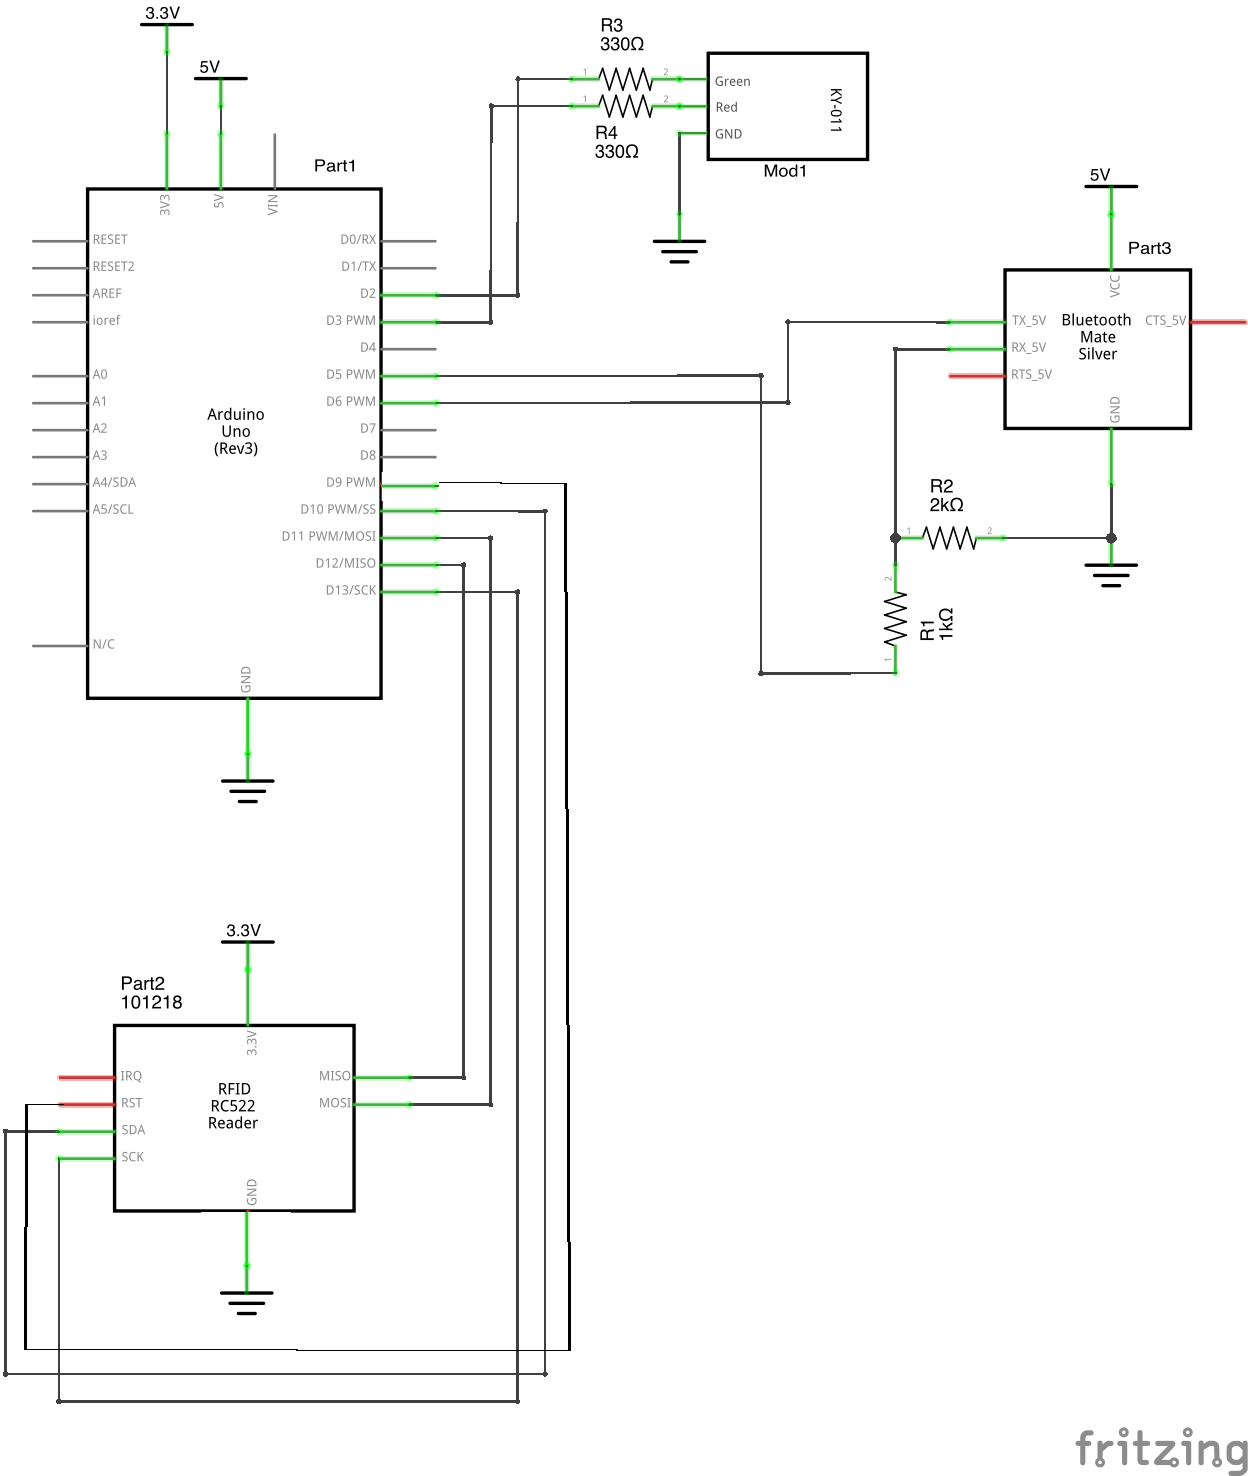 3.3V
5V
Part1
3V3
5V
VIN
RESET
RESET2
AREF
ioref
A0
A1
A2
A3
A4/SDA
A5/SCL
N/C
Arduino
Uno
(Rev3)
D0/RX
D1/TX
D2
D3 PWM
D4
D5 PWM
D6 PWM
D7
D8
D9 PWM
D10 PWM/SS
D11 PWM/MOSI
D12/MISO
D13/SCK
GND
R3
330Ω
1
2
1
2
R4
330Ω
Green
Red
GND
KY-011
Mod1
5V
Part3
VCC
TX_5V
RX_5V
RTS_5V
Bluetooth
Mate
Silver
CTS_5V
GND
R2
2kΩ
1
2
2
1
R1
1kΩ
3.3V
Part2
101218
3.3V
IRQ
RST
SDA
SCK
RFID
RC522
Reader
MISO
MOSI
GND
fritzing